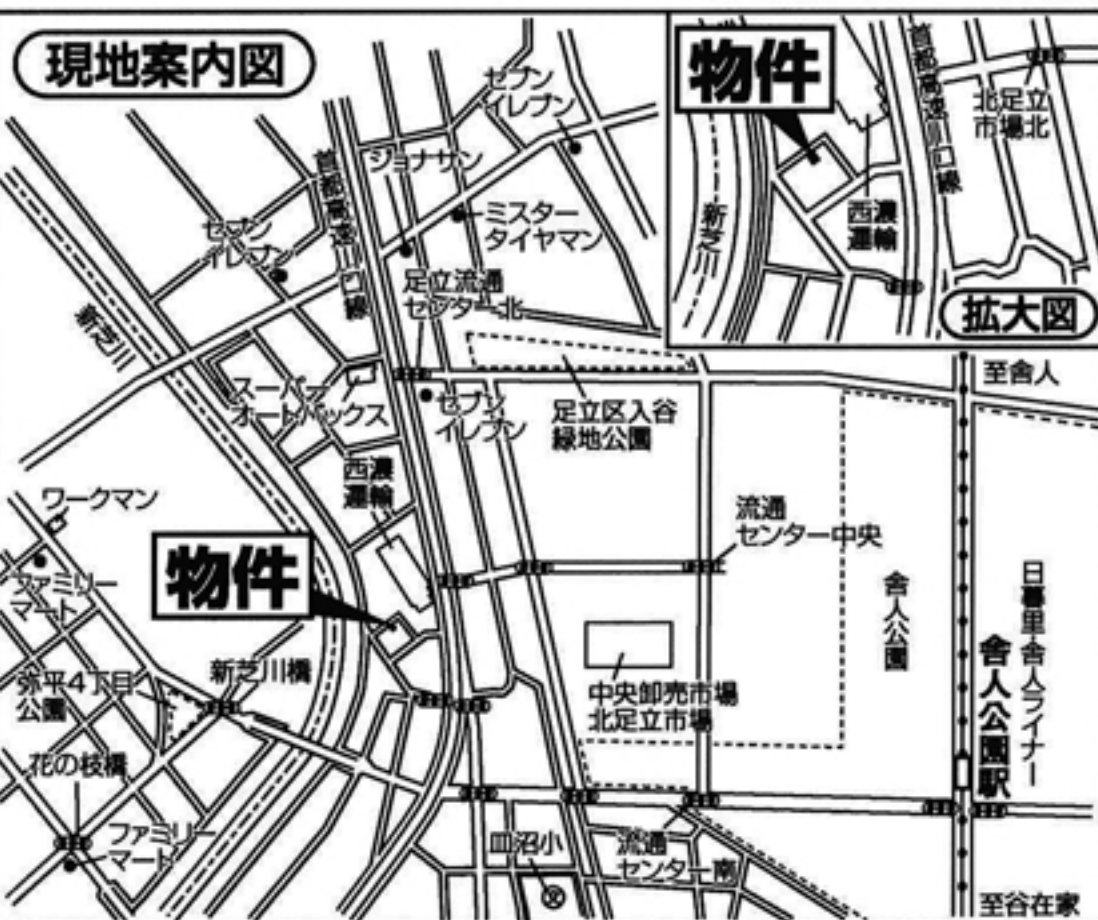 現地案内図
セブン
イレブン
ジョナサン
首都高速川口線
ミスター
タイヤマン
セブン
イレブン
足立流通
センター北
新芝川
スーパー
オートバックス
セブン
イレブン
足立区入谷
緑地公園
西濃
運輸
ワークマン
ファミリー
マート
物件
流通
センター中央
舎人公園
日暮里・舎人ライナー
舎人公園駅
至舎人
新芝川橋
弥平4丁目
公園
中央卸売市場
北足立市場
花の枝橋
ファミリー
マート
皿沼小
文
流通
センター南
至谷在家
物件
首都高速川口線
北足立
市場北
新芝川
西濃
運輸
拡大図